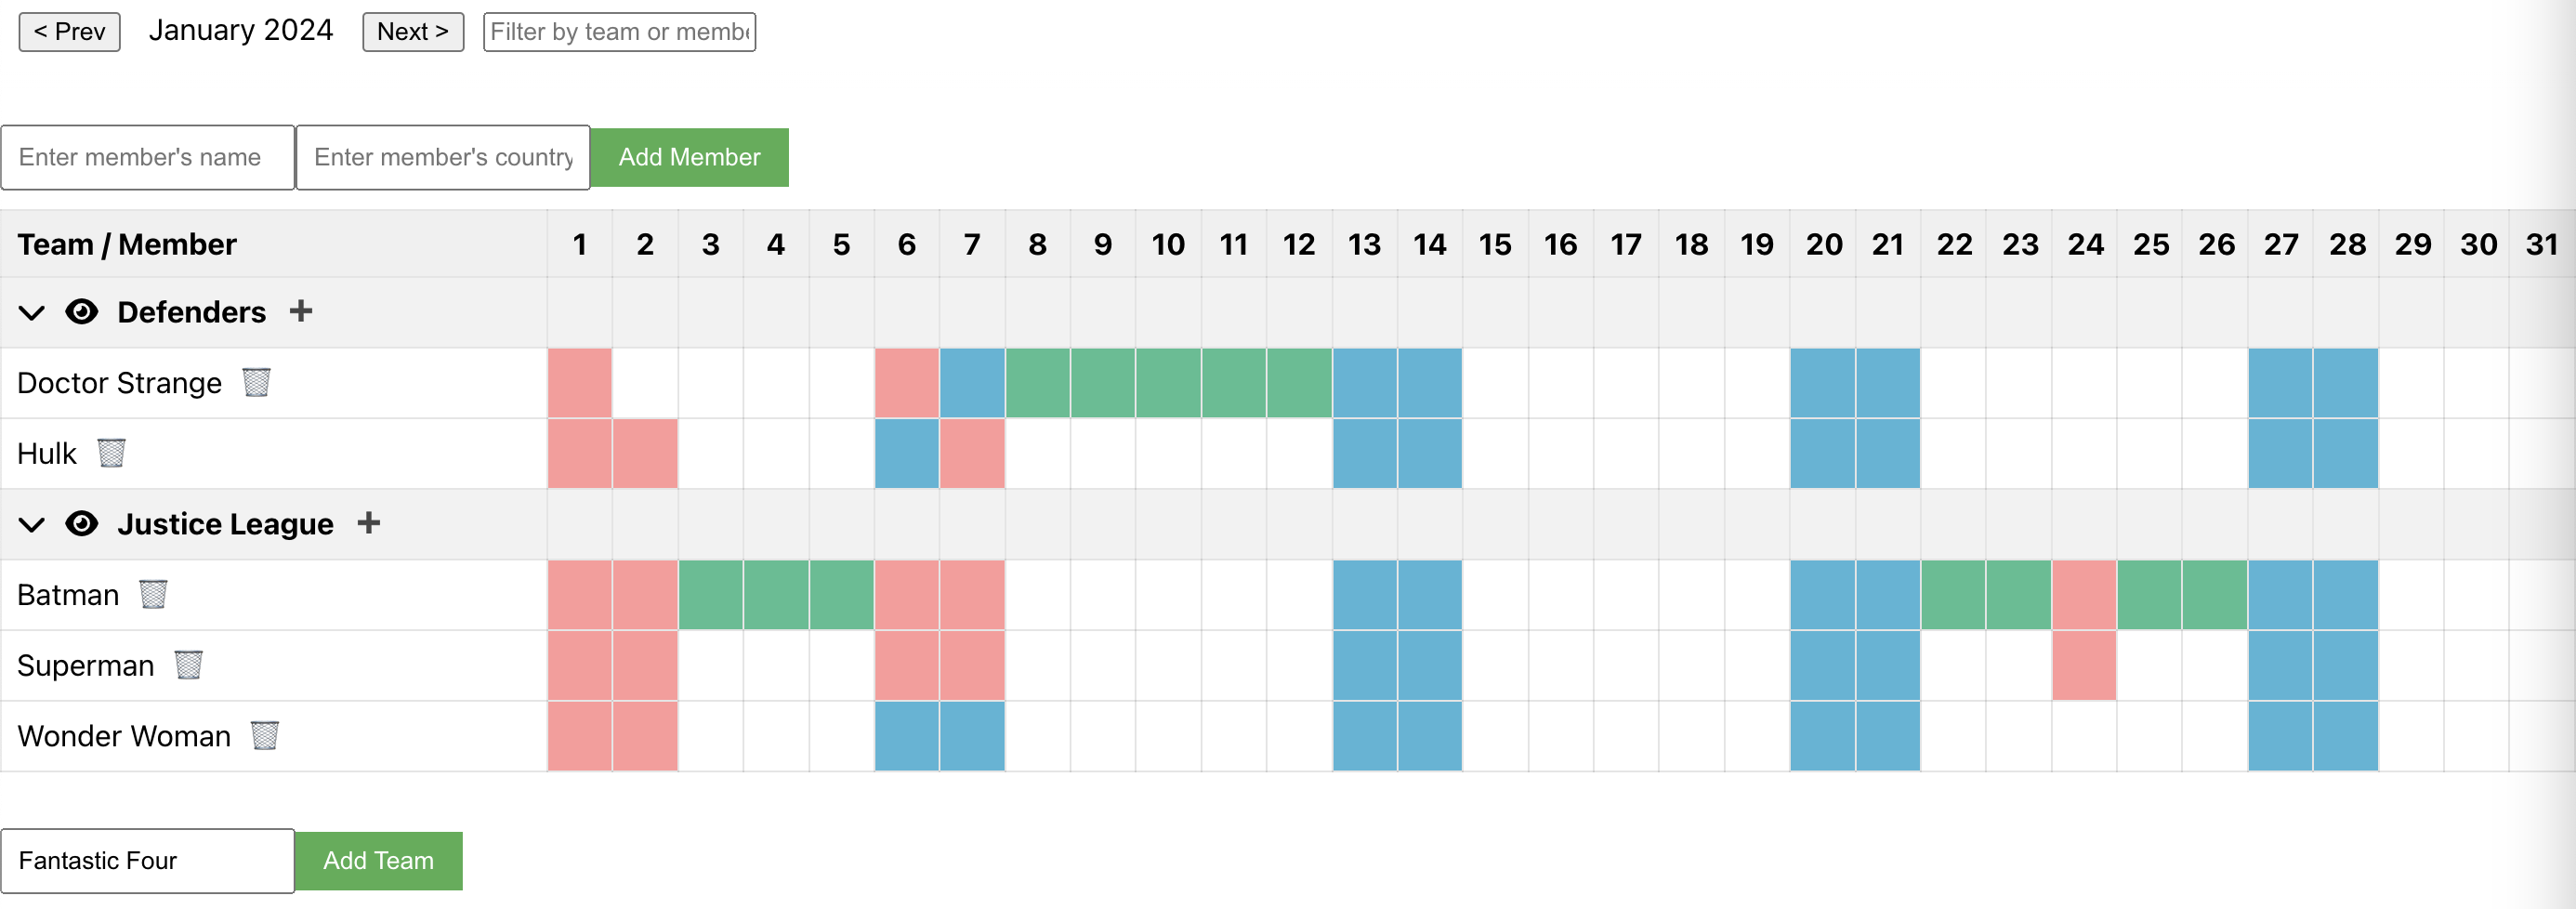 < Prev January 2024 Next > Filter by team or membe
Enter member's name Enter member's country Add Member
Team / Member 1 2 3 4 5 6 7 8 9 10 11 12 13 14 15 16 17 18 19 20 21 22 23 24 25 26 27 28 29 30 31
Defenders +
Doctor Strange
Hulk
Justice League +
Batman
Superman
Wonder Woman
Fantastic Four Add Team